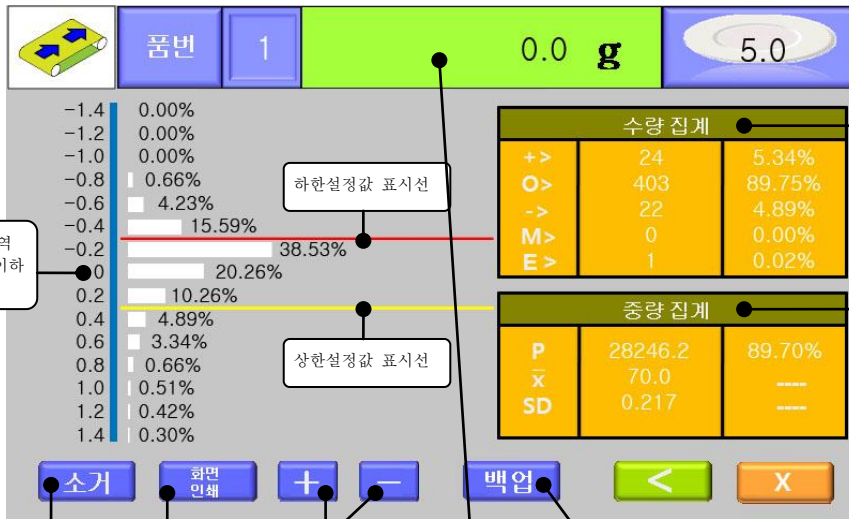 품번 1 0.0 g 5.0
-1.4 0.00%
-1.2 0.00%
-1.0 0.00%
-0.8 0.66%
-0.6 4.23%
-0.4 15.59%
-0.2 38.53%
0 20.26%
0.2 10.26%
0.4 4.89%
0.6 3.34%
0.8 0.66%
1.0 0.51%
1.2 0.42%
1.4 0.30%
역
이하
하한설정값 표시선
상한설정값 표시선
수량 집계
+> 24 5.34%
O> 403 89.75%
-> 22 4.89%
M> 0 0.00%
E > 1 0.02%
중량 집계
P 28246.2 89.70%
x̅ 70.0 ----
SD 0.217 ----
소거
화면
인쇄
+
−
백업
<
X